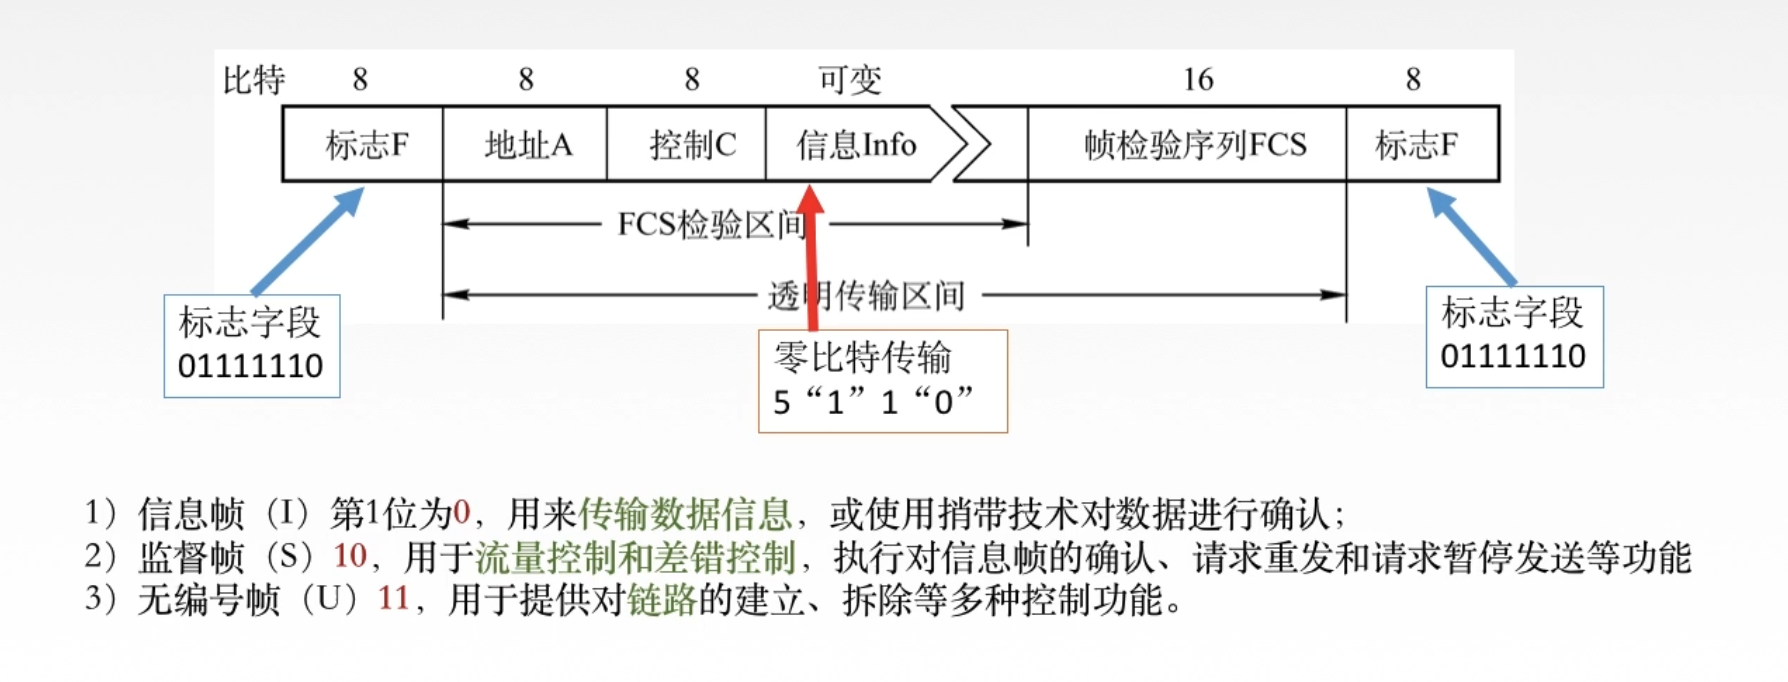 比特 8 8 8 可变 16 8
标志F 地址A 控制C 信息Info 帧检验序列FCS 标志F
FCS检验区间
透明传输区间
标志字段
01111110
标志字段
01111110
零比特传输
5“1”1“0”
1）信息帧（I）第1位为0，用来传输数据信息，或使用捎带技术对数据进行确认；
2）监督帧（S）10，用于流量控制和差错控制，执行对信息帧的确认、请求重发和请求暂停发送等功能
3）无编号帧（U）11，用于提供对链路的建立、拆除等多种控制功能。